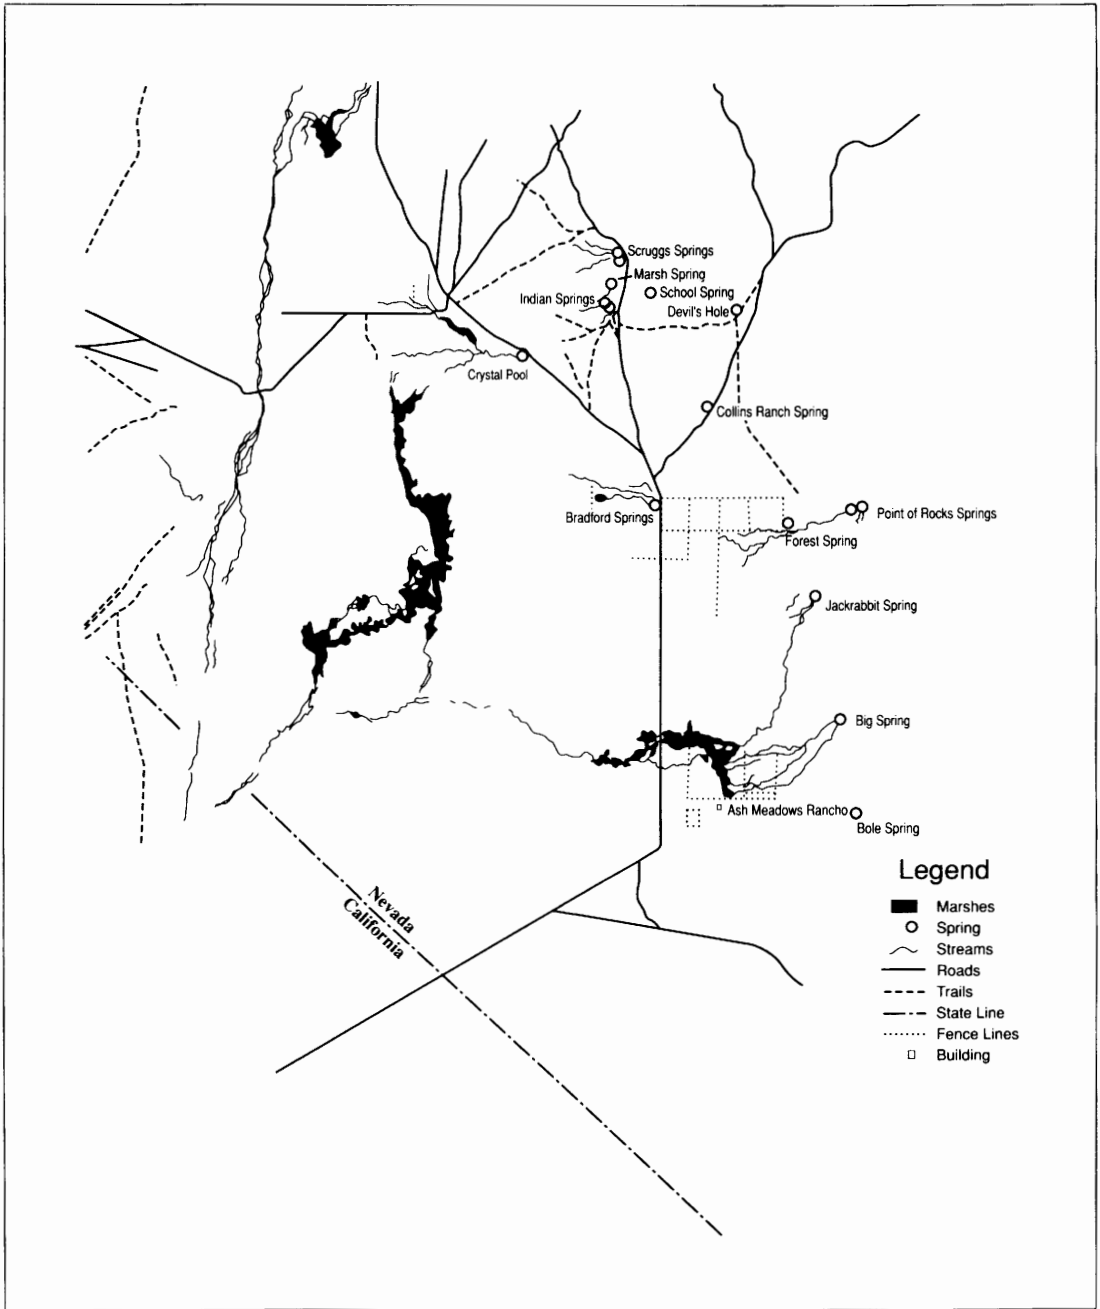 Scruggs Springs
Marsh Spring
School Spring
Indian Springs
Devil's Hole
Crystal Pool
Collins Ranch Spring
Bradford Springs
Point of Rocks Springs
Forest Spring
Jackrabbit Spring
Big Spring
Ash Meadows Rancho
Bole Spring
Nevada
California
Legend
Marshes
Spring
Streams
Roads
Trails
State Line
Fence Lines
Building